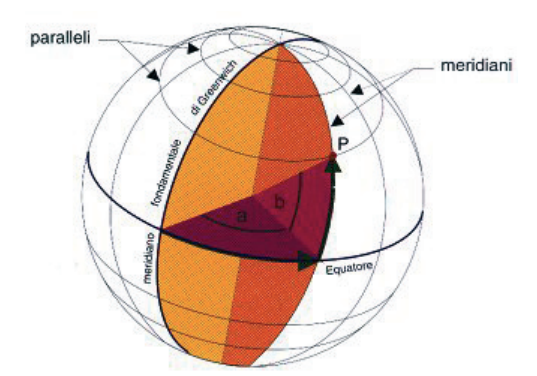 paralleli
meridiani
di Greenwich
P
fondamentale
b
a
meridiano
Equatore